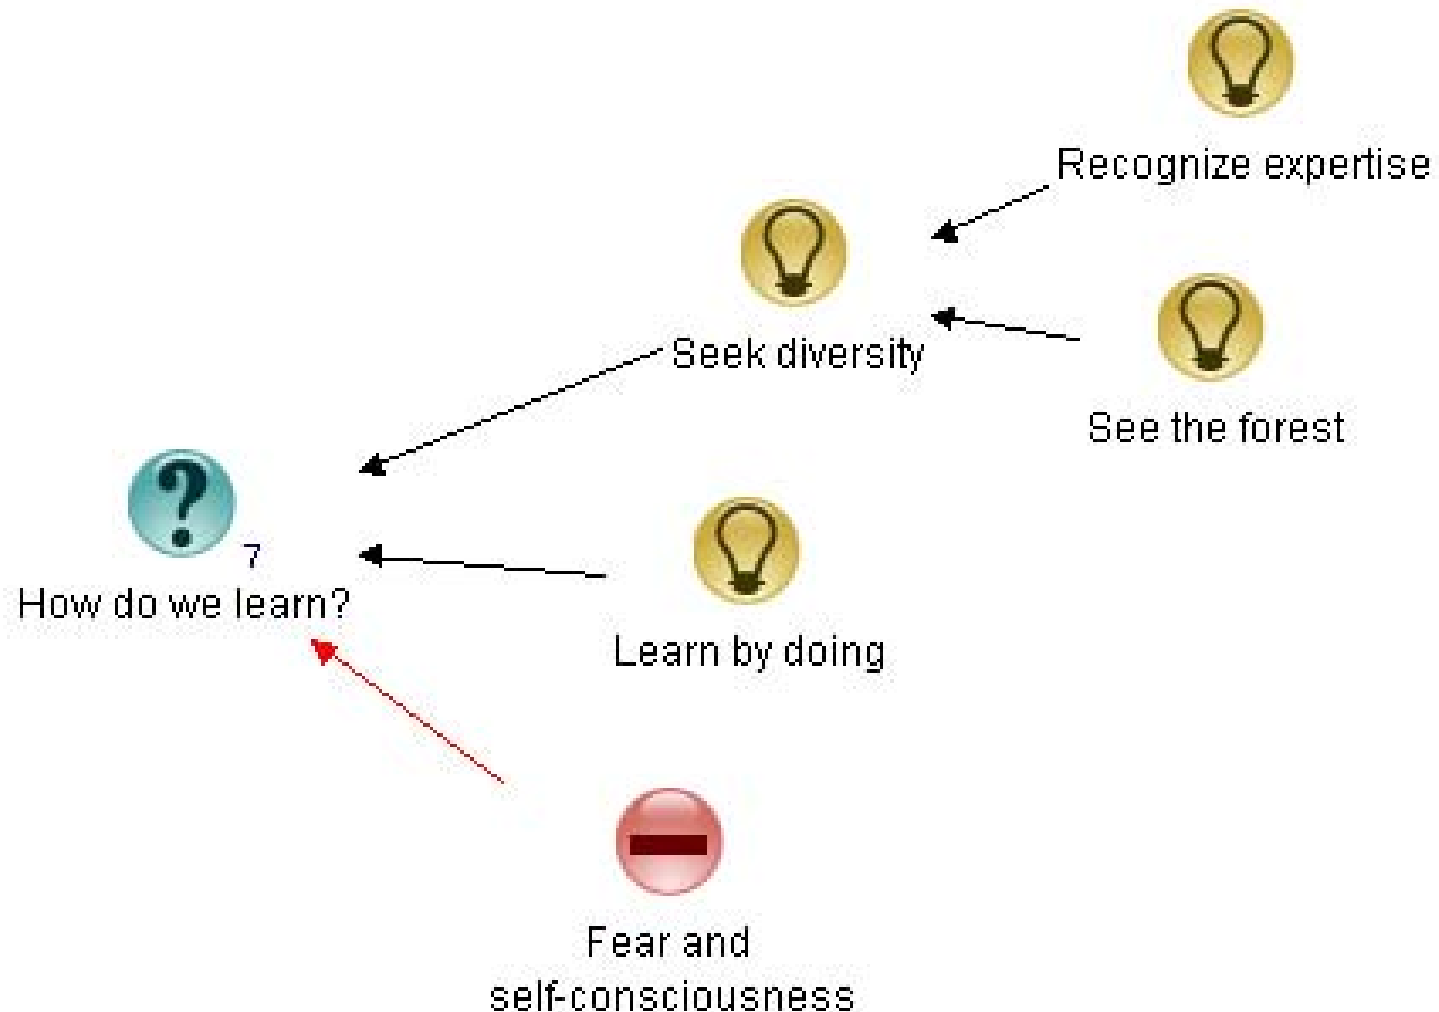 Recognize expertise
Seek diversity
See the forest
?
7
How do we learn?
Learn by doing
Fear and
self-consciousness